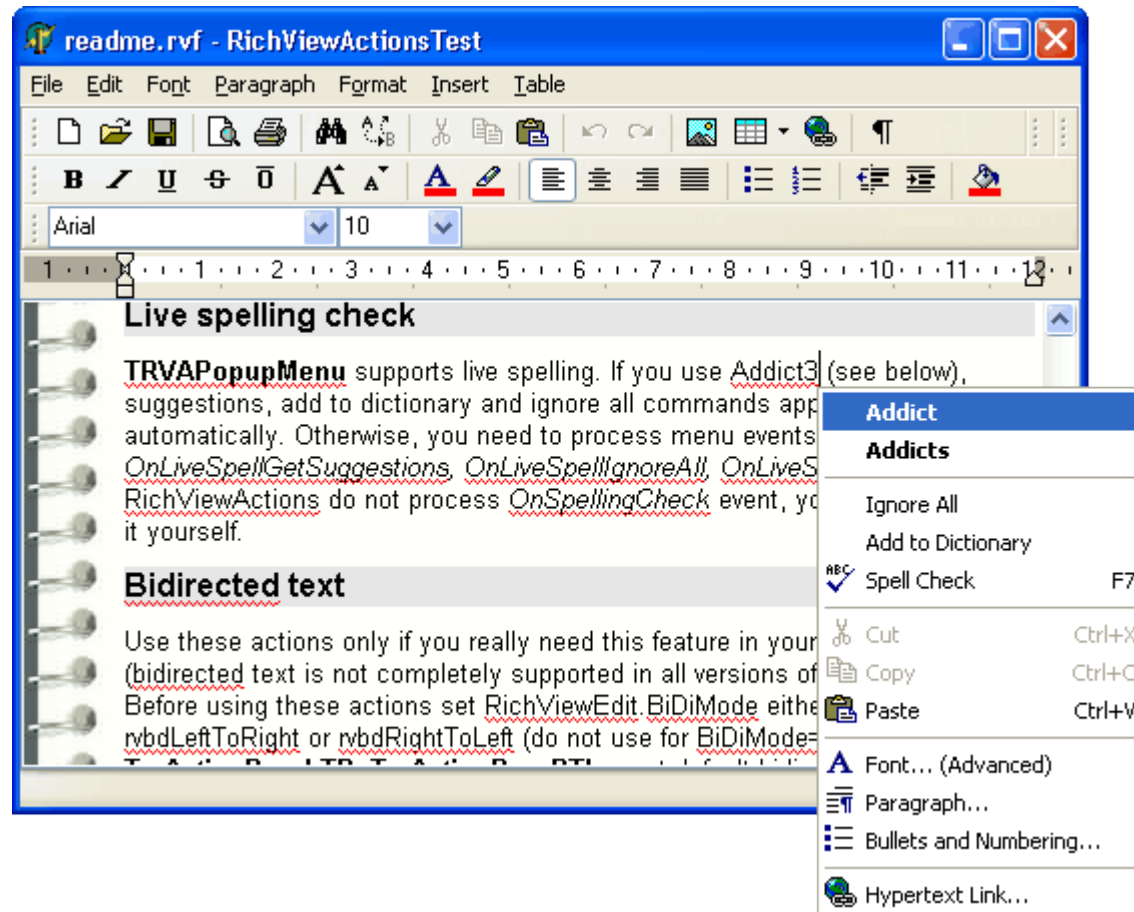 readme.rvf - RichViewActionsTest
File Edit Font Paragraph Format Insert Table
Arial 10
1 1 2 3 4 5 6 7 8 9 10 11 12
Live spelling check
TRVAPopupMenu supports live spelling. If you use Addict3 (see below),
suggestions, add to dictionary and ignore all commands app
automatically. Otherwise, you need to process menu events
OnLiveSpellGetSuggestions, OnLiveSpellIgnoreAll, OnLiveS
RichViewActions do not process OnSpellingCheck event, yo
it yourself.
Bidirected text
Use these actions only if you really need this feature in your
(bidirected text is not completely supported in all versions of
Before using these actions set RichViewEdit.BiDiMode eithe
rvbdLeftToRight or rvbdRightToLeft (do not use for BiDiMode=
Addict
Addicts
Ignore All
Add to Dictionary
Spell Check F7
Cut Ctrl+X
Copy Ctrl+C
Paste Ctrl+V
Font... (Advanced)
Paragraph...
Bullets and Numbering...
Hypertext Link...